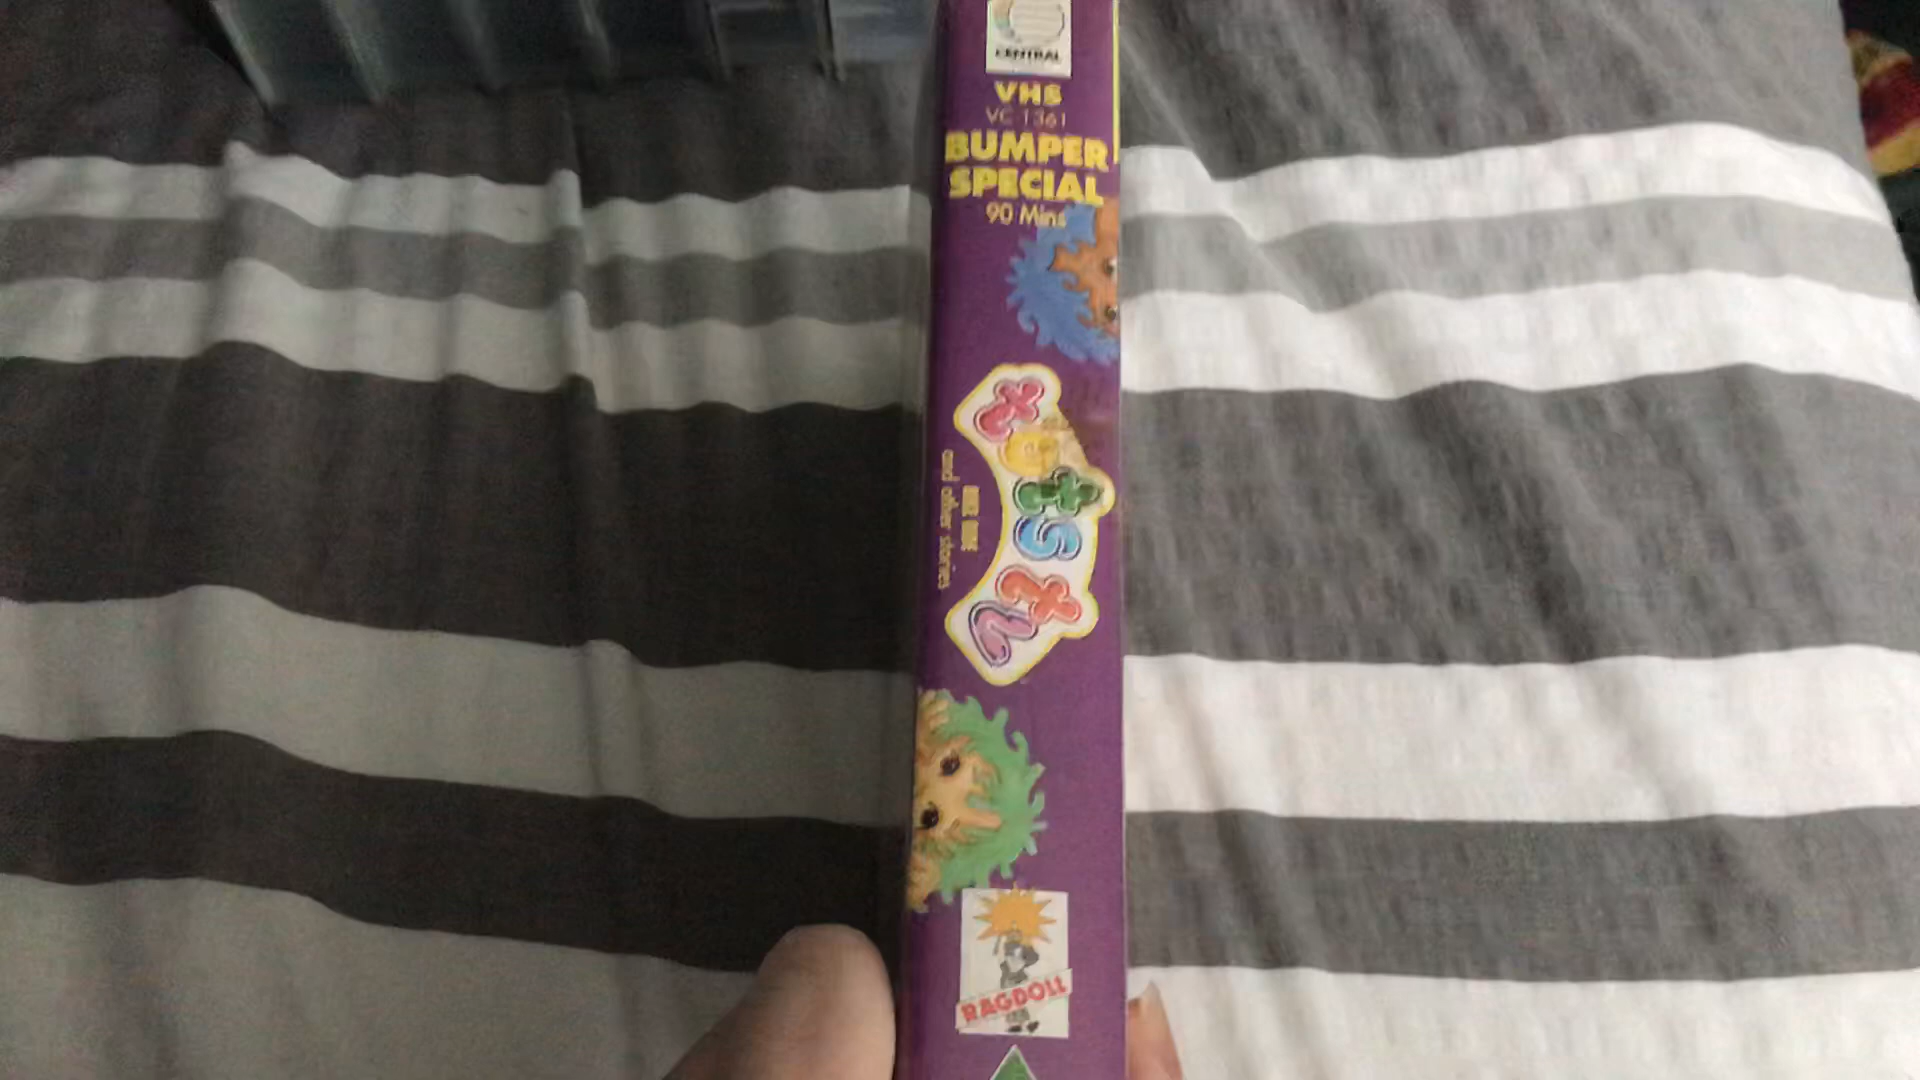 CENTRAL
VHS
VC 1361
BUMPER
SPECIAL
90 Mins
tots tv
and other stories
RAGDOLL